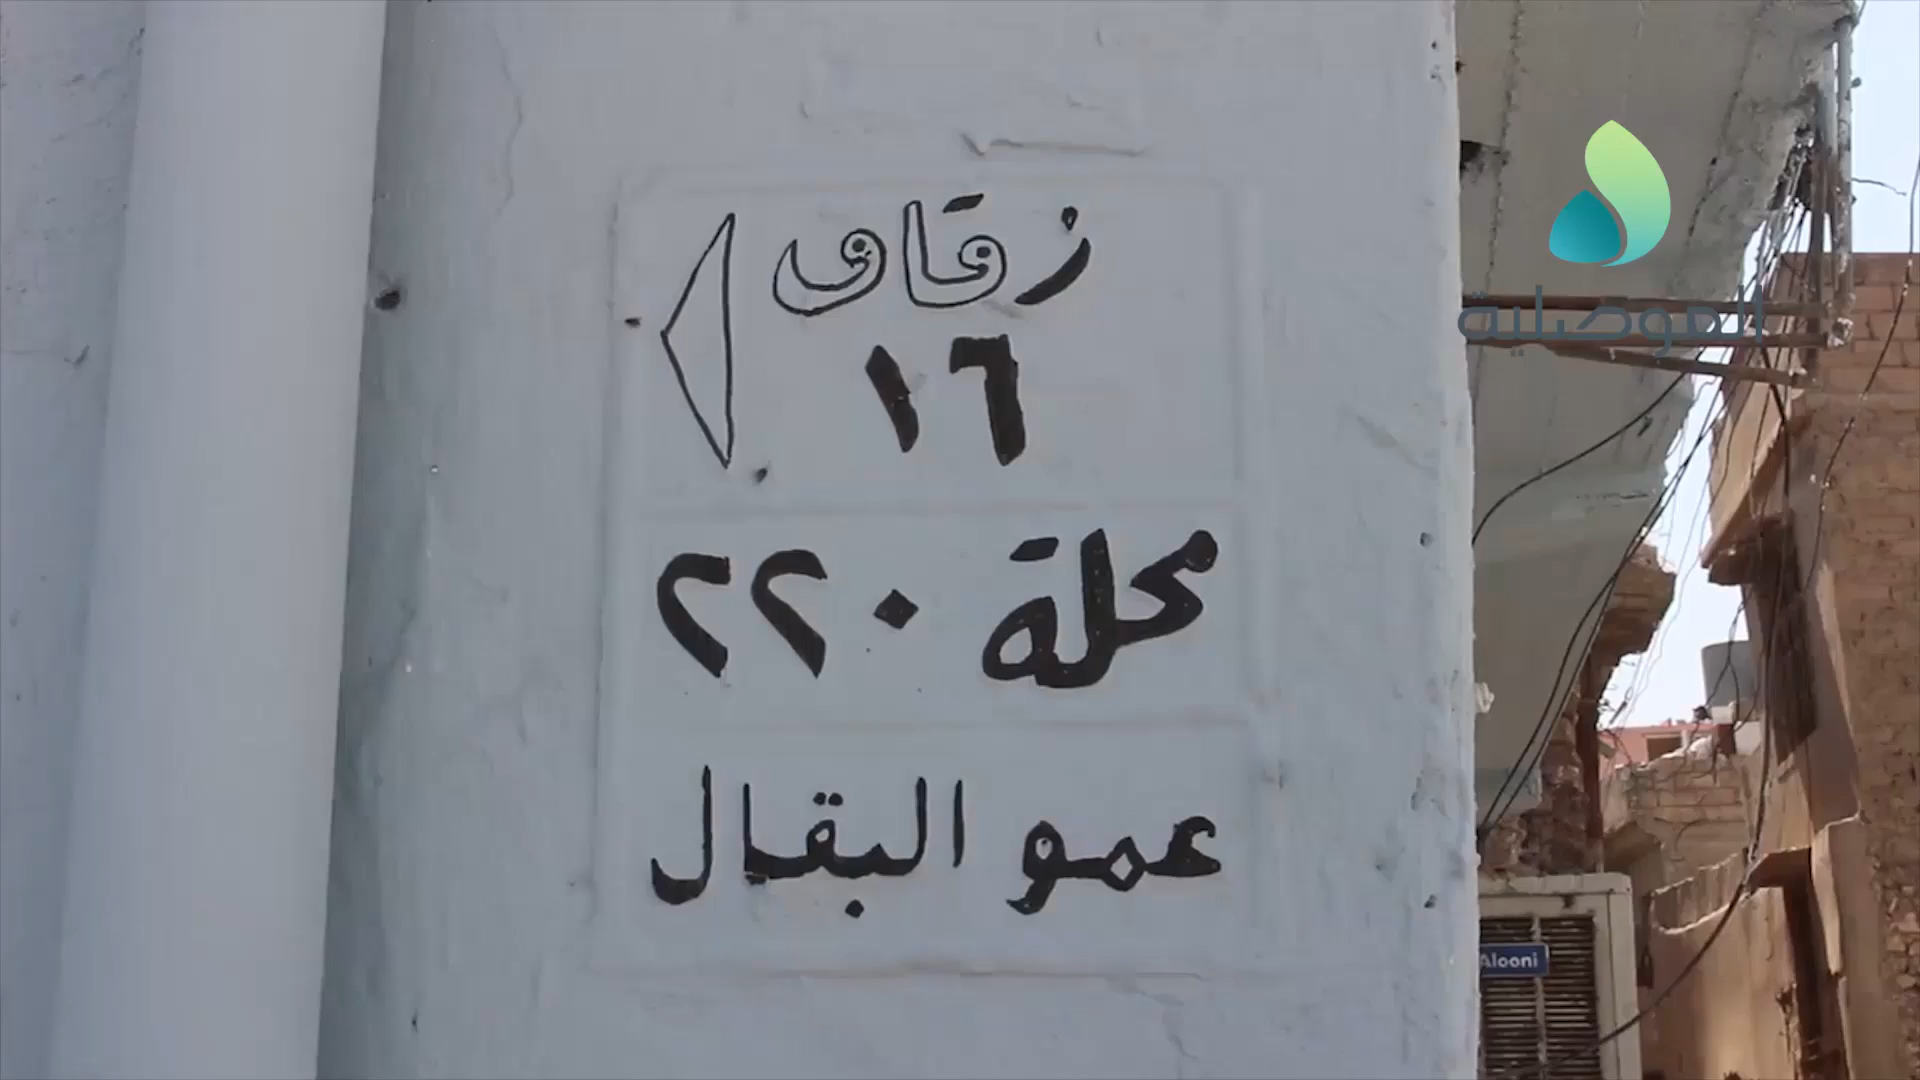 زقاق
١٦
محلة ٢٢٠
عمو البقال
الموصلية
Alooni